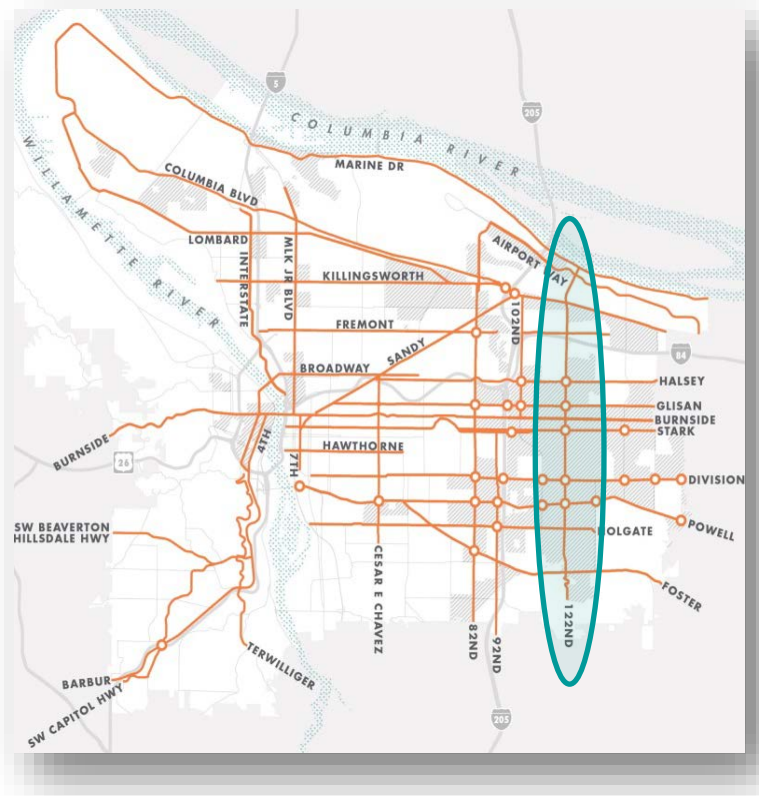 5
205
COLUMBIA RIVER
MARINE DR
WILLAMETTE RIVER
COLUMBIA BLVD
LOMBARD
INTERSTATE
MLK JR BLVD
AIRPORT WAY
KILLINGSWORTH
102ND
FREMONT
SANDY
84
BROADWAY
HALSEY
GLISAN
BURNSIDE
STARK
BURNSIDE
26
4TH
7TH
HAWTHORNE
DIVISION
POWELL
SW BEAVERTON
HILLSDALE HWY
HOLGATE
CESAR E CHAVEZ
FOSTER
82ND
92ND
122ND
TERWILLIGER
BARBUR
SW CAPITOL HWY
205